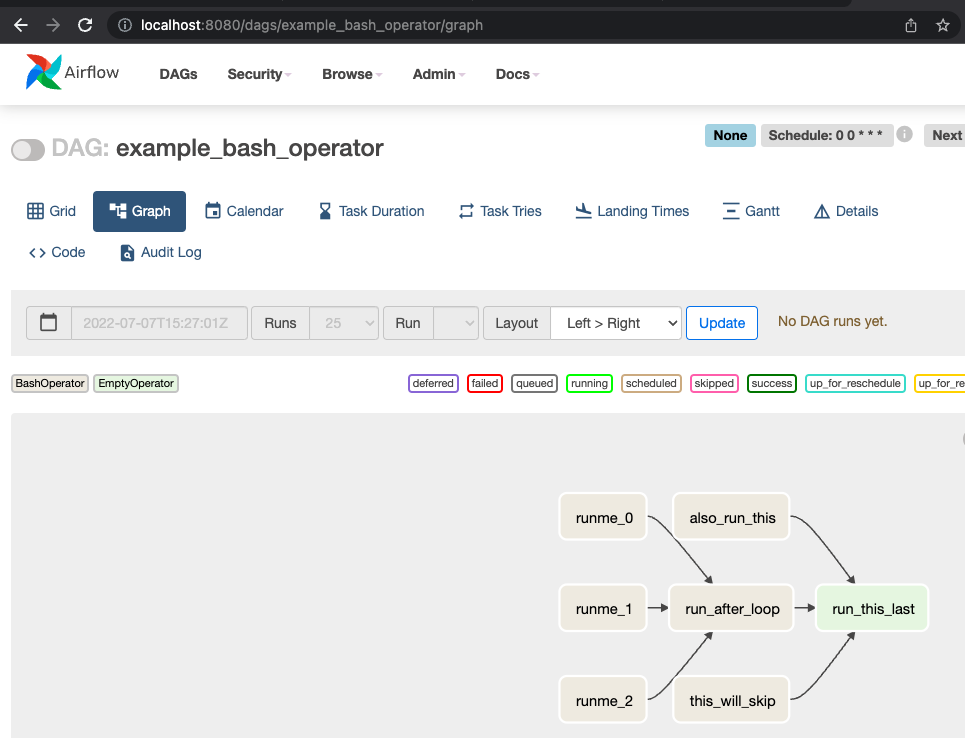 localhost:8080/dags/example_bash_operator/graph
Airflow DAGs Security Browse Admin Docs
None Schedule: 0 0 * * * Next
DAG: example_bash_operator
Grid Graph Calendar Task Duration Task Tries Landing Times Gantt Details
Code Audit Log
2022-07-07T15:27:01Z Runs 25 Run Layout Left > Right Update No DAG runs yet.
BashOperator EmptyOperator deferred failed queued running scheduled skipped success up_for_reschedule up_for_re
runme_0 also_run_this
runme_1 run_after_loop run_this_last
runme_2 this_will_skip